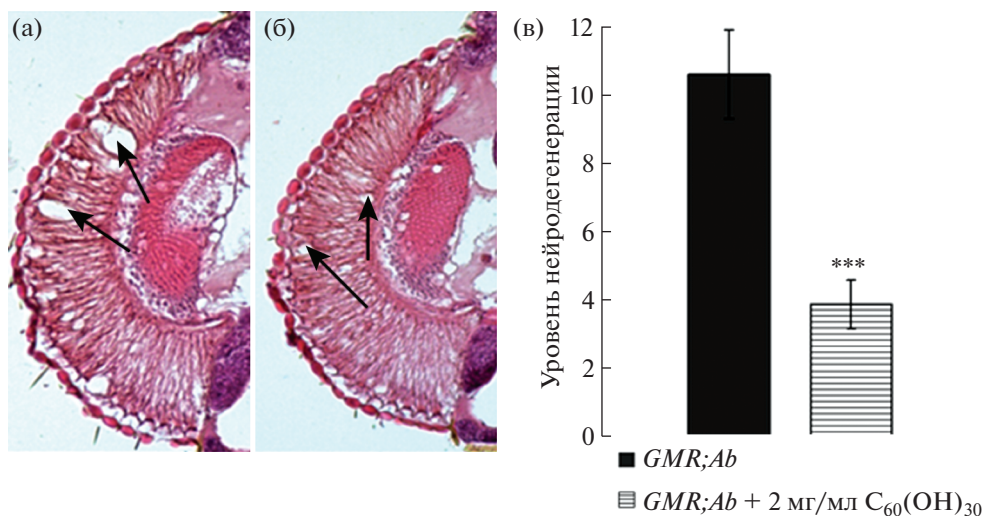 (а)
(б)
(в)
Уровень нейродегенерации
12
10
8
6
4
2
0
***
GMR;Ab
GMR;Ab + 2 мг/мл C₆₀(OH)₃₀